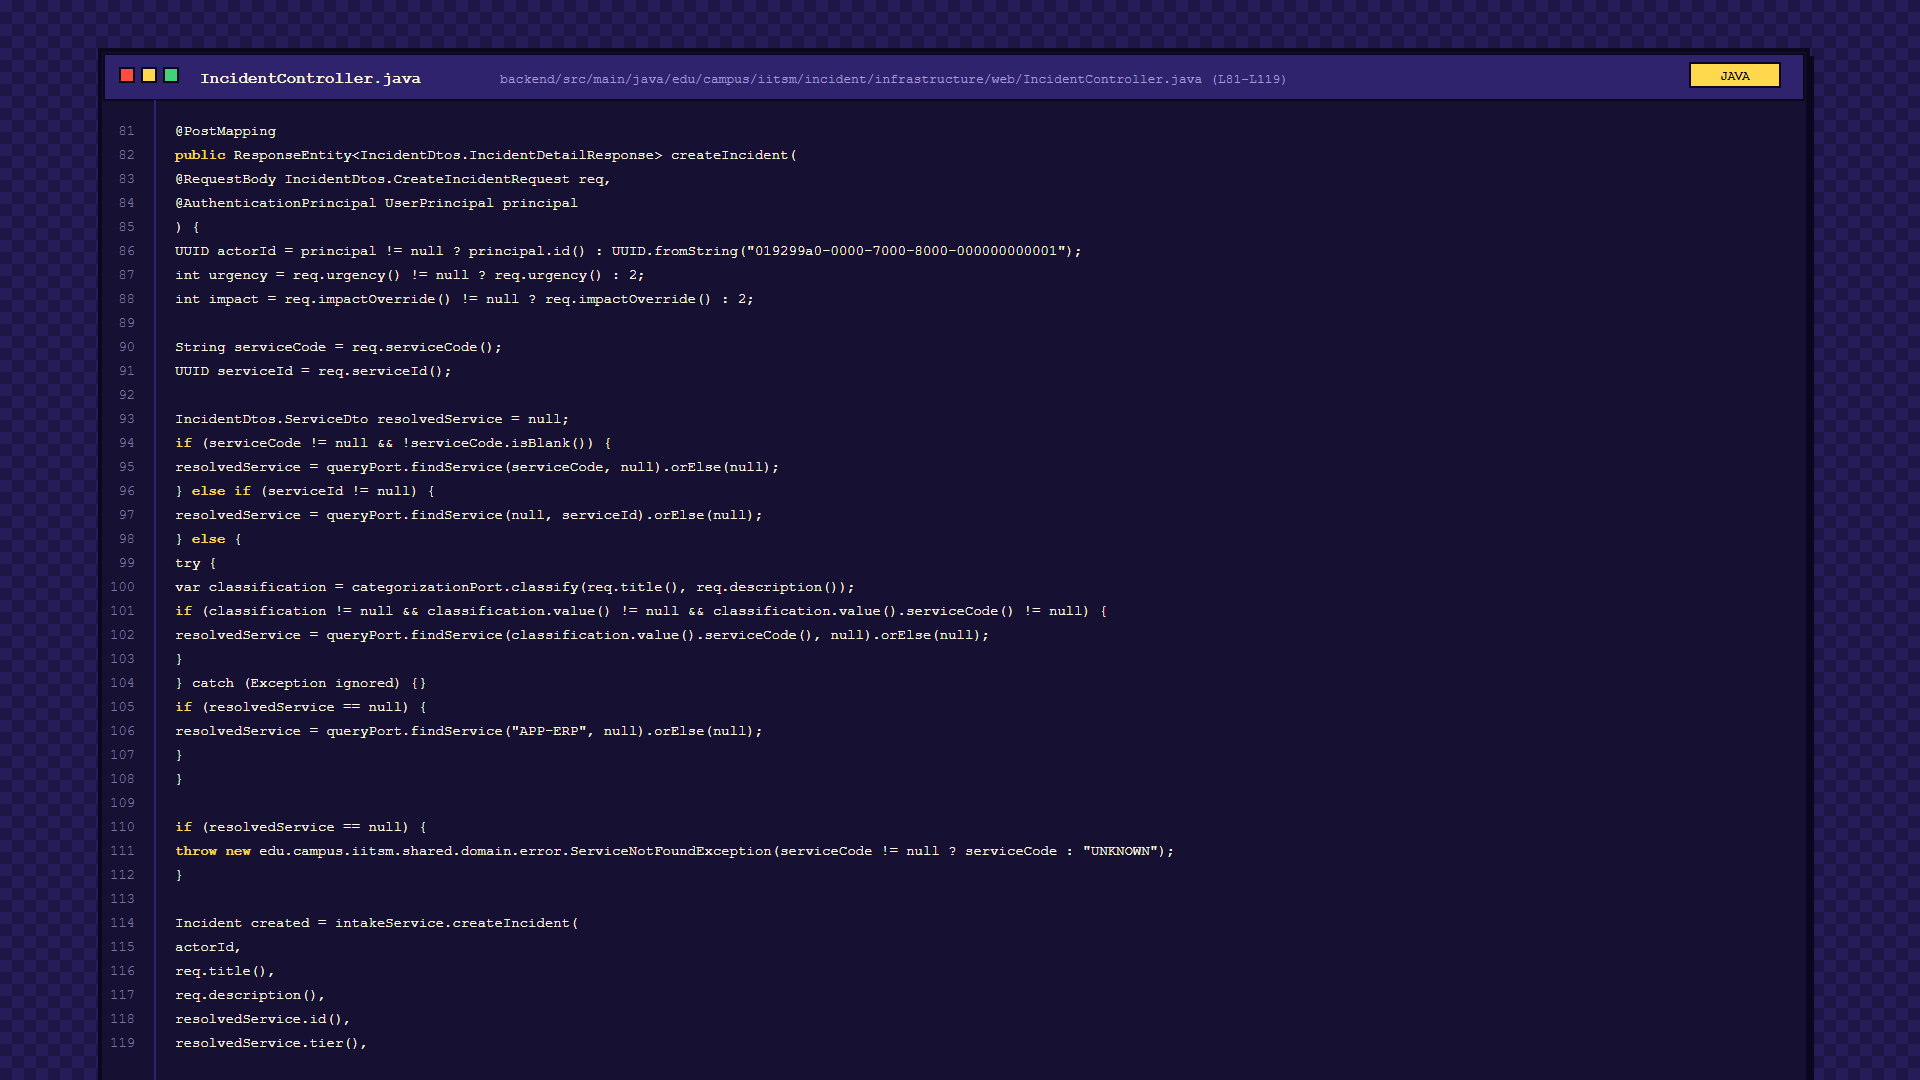 IncidentController.java
backend/src/main/java/edu/campus/iitsm/incident/infrastructure/web/IncidentController.java (L81-L119)
JAVA
81 @PostMapping
82 public ResponseEntity<IncidentDtos.IncidentDetailResponse> createIncident(
83 @RequestBody IncidentDtos.CreateIncidentRequest req,
84 @AuthenticationPrincipal UserPrincipal principal
85 ) {
86 UUID actorId = principal != null ? principal.id() : UUID.fromString("019299a0-0000-7000-8000-000000000001");
87 int urgency = req.urgency() != null ? req.urgency() : 2;
88 int impact = req.impactOverride() != null ? req.impactOverride() : 2;
89
90 String serviceCode = req.serviceCode();
91 UUID serviceId = req.serviceId();
92
93 IncidentDtos.ServiceDto resolvedService = null;
94 if (serviceCode != null && !serviceCode.isBlank()) {
95 resolvedService = queryPort.findService(serviceCode, null).orElse(null);
96 } else if (serviceId != null) {
97 resolvedService = queryPort.findService(null, serviceId).orElse(null);
98 } else {
99 try {
100 var classification = categorizationPort.classify(req.title(), req.description());
101 if (classification != null && classification.value() != null && classification.value().serviceCode() != null) {
102 resolvedService = queryPort.findService(classification.value().serviceCode(), null).orElse(null);
103 }
104 } catch (Exception ignored) {}
105 if (resolvedService == null) {
106 resolvedService = queryPort.findService("APP-ERP", null).orElse(null);
107 }
108 }
109
110 if (resolvedService == null) {
111 throw new edu.campus.iitsm.shared.domain.error.ServiceNotFoundException(serviceCode != null ? serviceCode : "UNKNOWN");
112 }
113
114 Incident created = intakeService.createIncident(
115 actorId,
116 req.title(),
117 req.description(),
118 resolvedService.id(),
119 resolvedService.tier(),